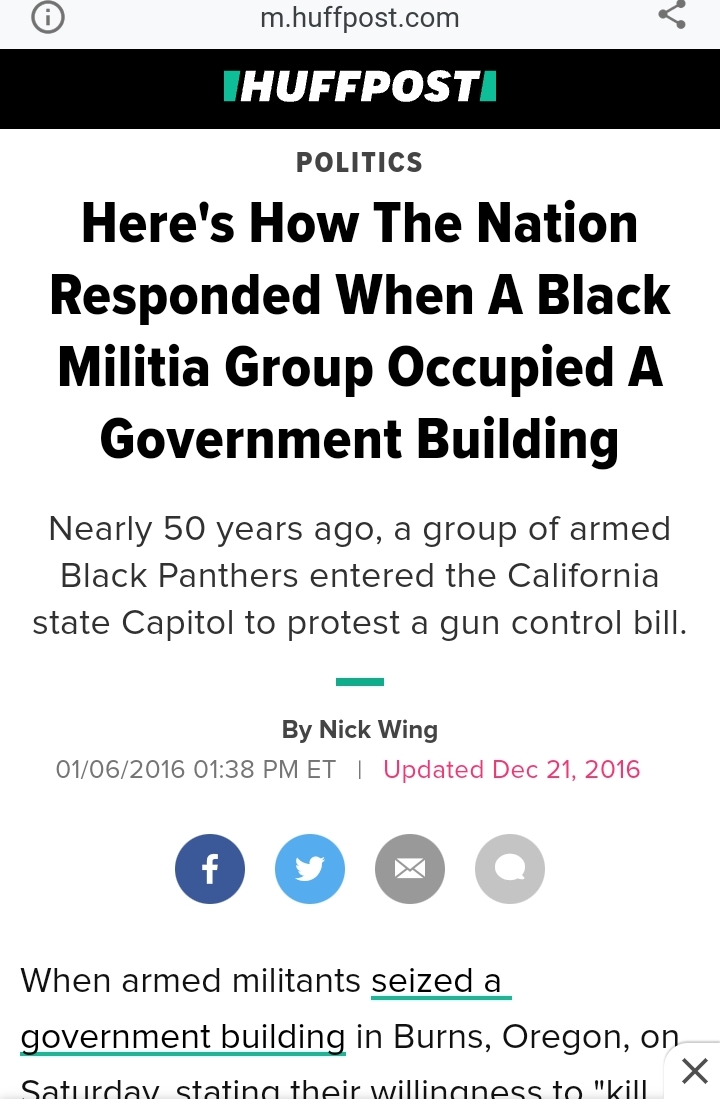 m.huffpost.com
HUFFPOST
POLITICS
Here's How The Nation
Responded When A Black
Militia Group Occupied A
Government Building
Nearly 50 years ago, a group of armed
Black Panthers entered the California
state Capitol to protest a gun control bill.
By Nick Wing
01/06/2016 01:38 PM ET | Updated Dec 21, 2016
When armed militants seized a
government building in Burns, Oregon, on
Saturday, stating their willingness to "kill